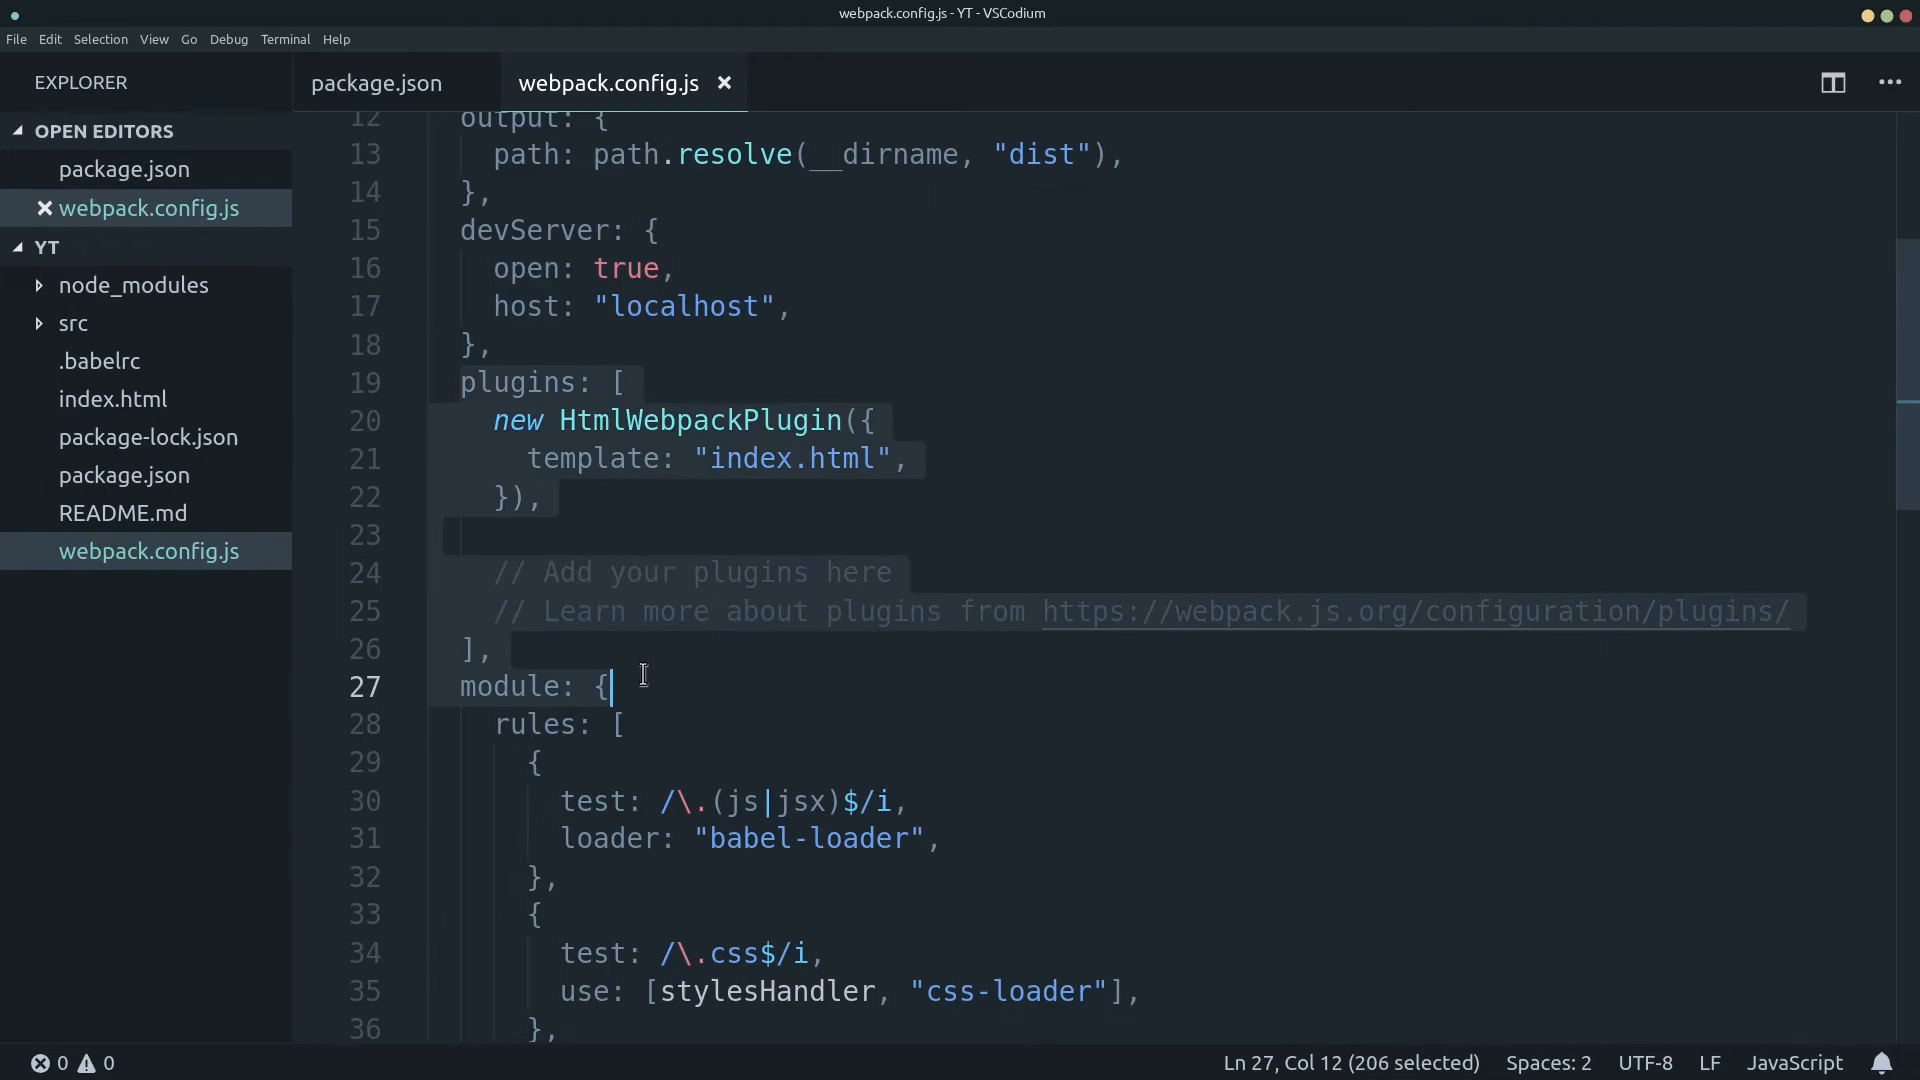 webpack.config.js - YT - VSCodium
File Edit Selection View Go Debug Terminal Help
EXPLORER
OPEN EDITORS
package.json
webpack.config.js
YT
node_modules
src
.babelrc
index.html
package-lock.json
package.json
README.md
webpack.config.js
package.json webpack.config.js
12 output: {
13 path: path.resolve(__dirname, "dist"),
14 },
15 devServer: {
16 open: true,
17 host: "localhost",
18 },
19 plugins: [
20 new HtmlWebpackPlugin({
21 template: "index.html",
22 }),
23
24 // Add your plugins here
25 // Learn more about plugins from https://webpack.js.org/configuration/plugins/
26 ],
27 module: {
28 rules: [
29 {
30 test: /\.(js|jsx)$/i,
31 loader: "babel-loader",
32 },
33 {
34 test: /\.css$/i,
35 use: [stylesHandler, "css-loader"],
36 },
0 0 Ln 27, Col 12 (206 selected) Spaces: 2 UTF-8 LF JavaScript